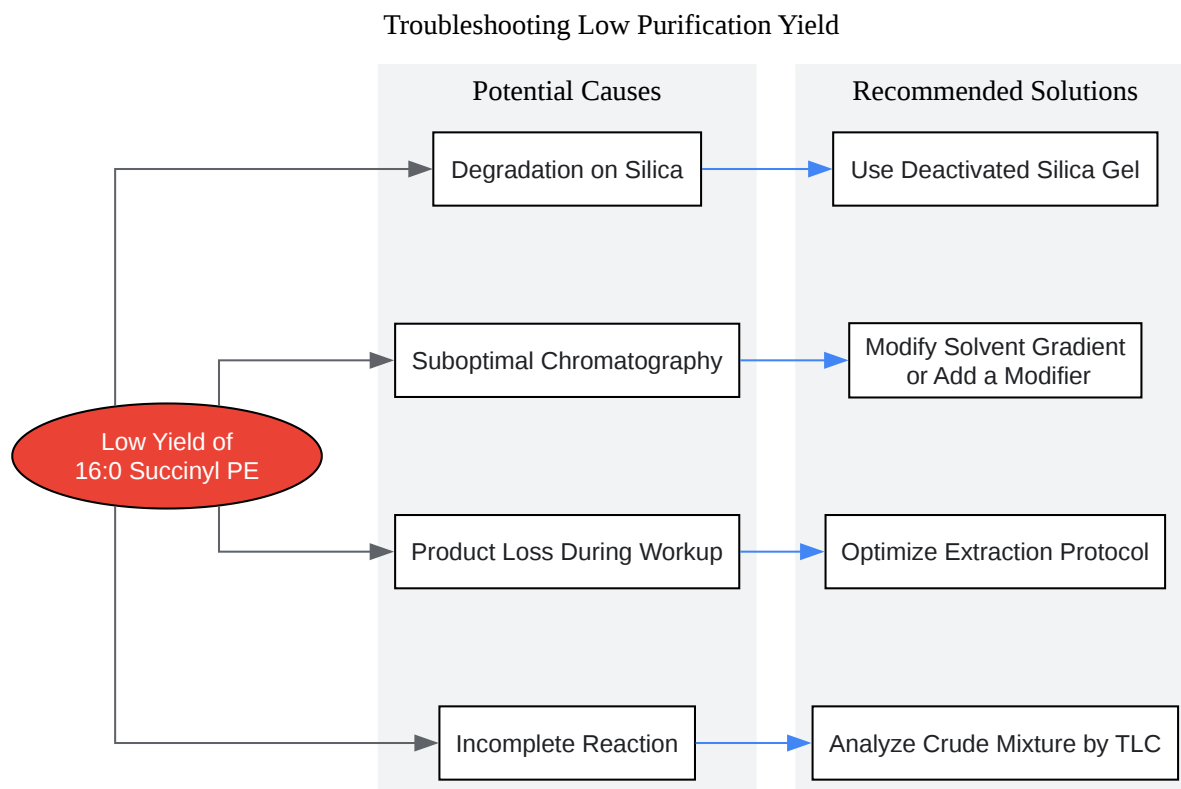 Troubleshooting Low Purification Yield
Potential Causes
Recommended Solutions
Degradation on Silica
Use Deactivated Silica Gel
Suboptimal Chromatography
Modify Solvent Gradient
or Add a Modifier
Low Yield of
16:0 Succinyl PE
Product Loss During Workup
Optimize Extraction Protocol
Incomplete Reaction
Analyze Crude Mixture by TLC